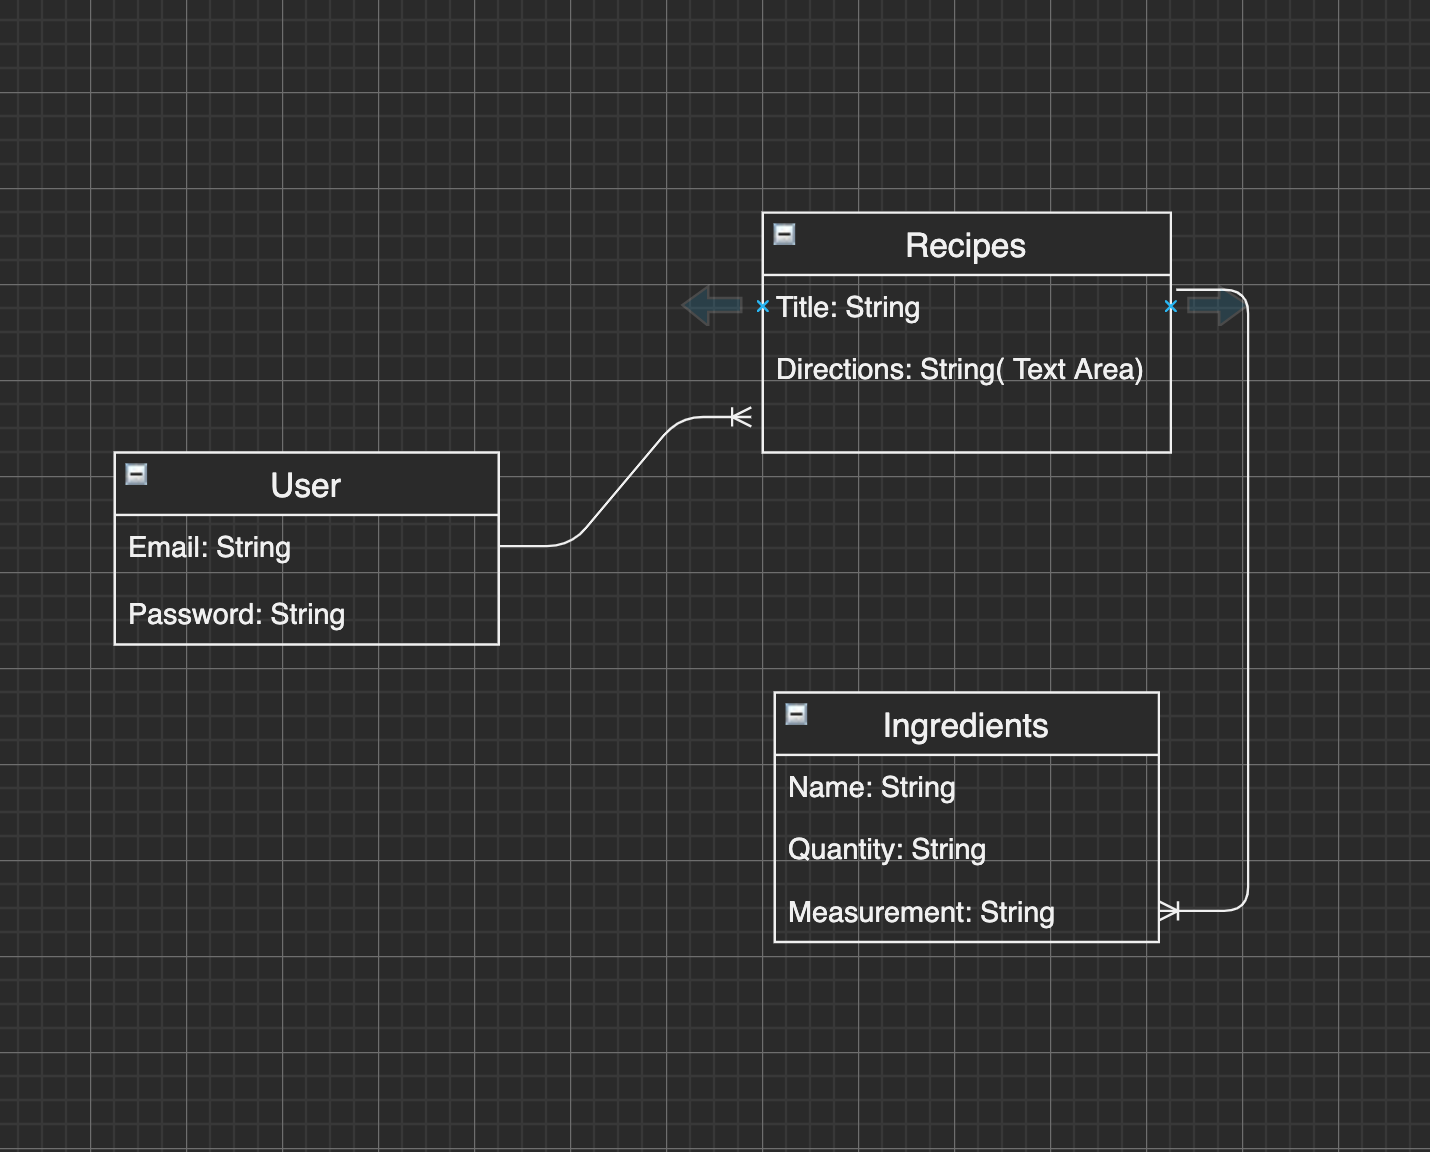 Recipes
Title: String
Directions: String( Text Area)
User
Email: String
Password: String
Ingredients
Name: String
Quantity: String
Measurement: String